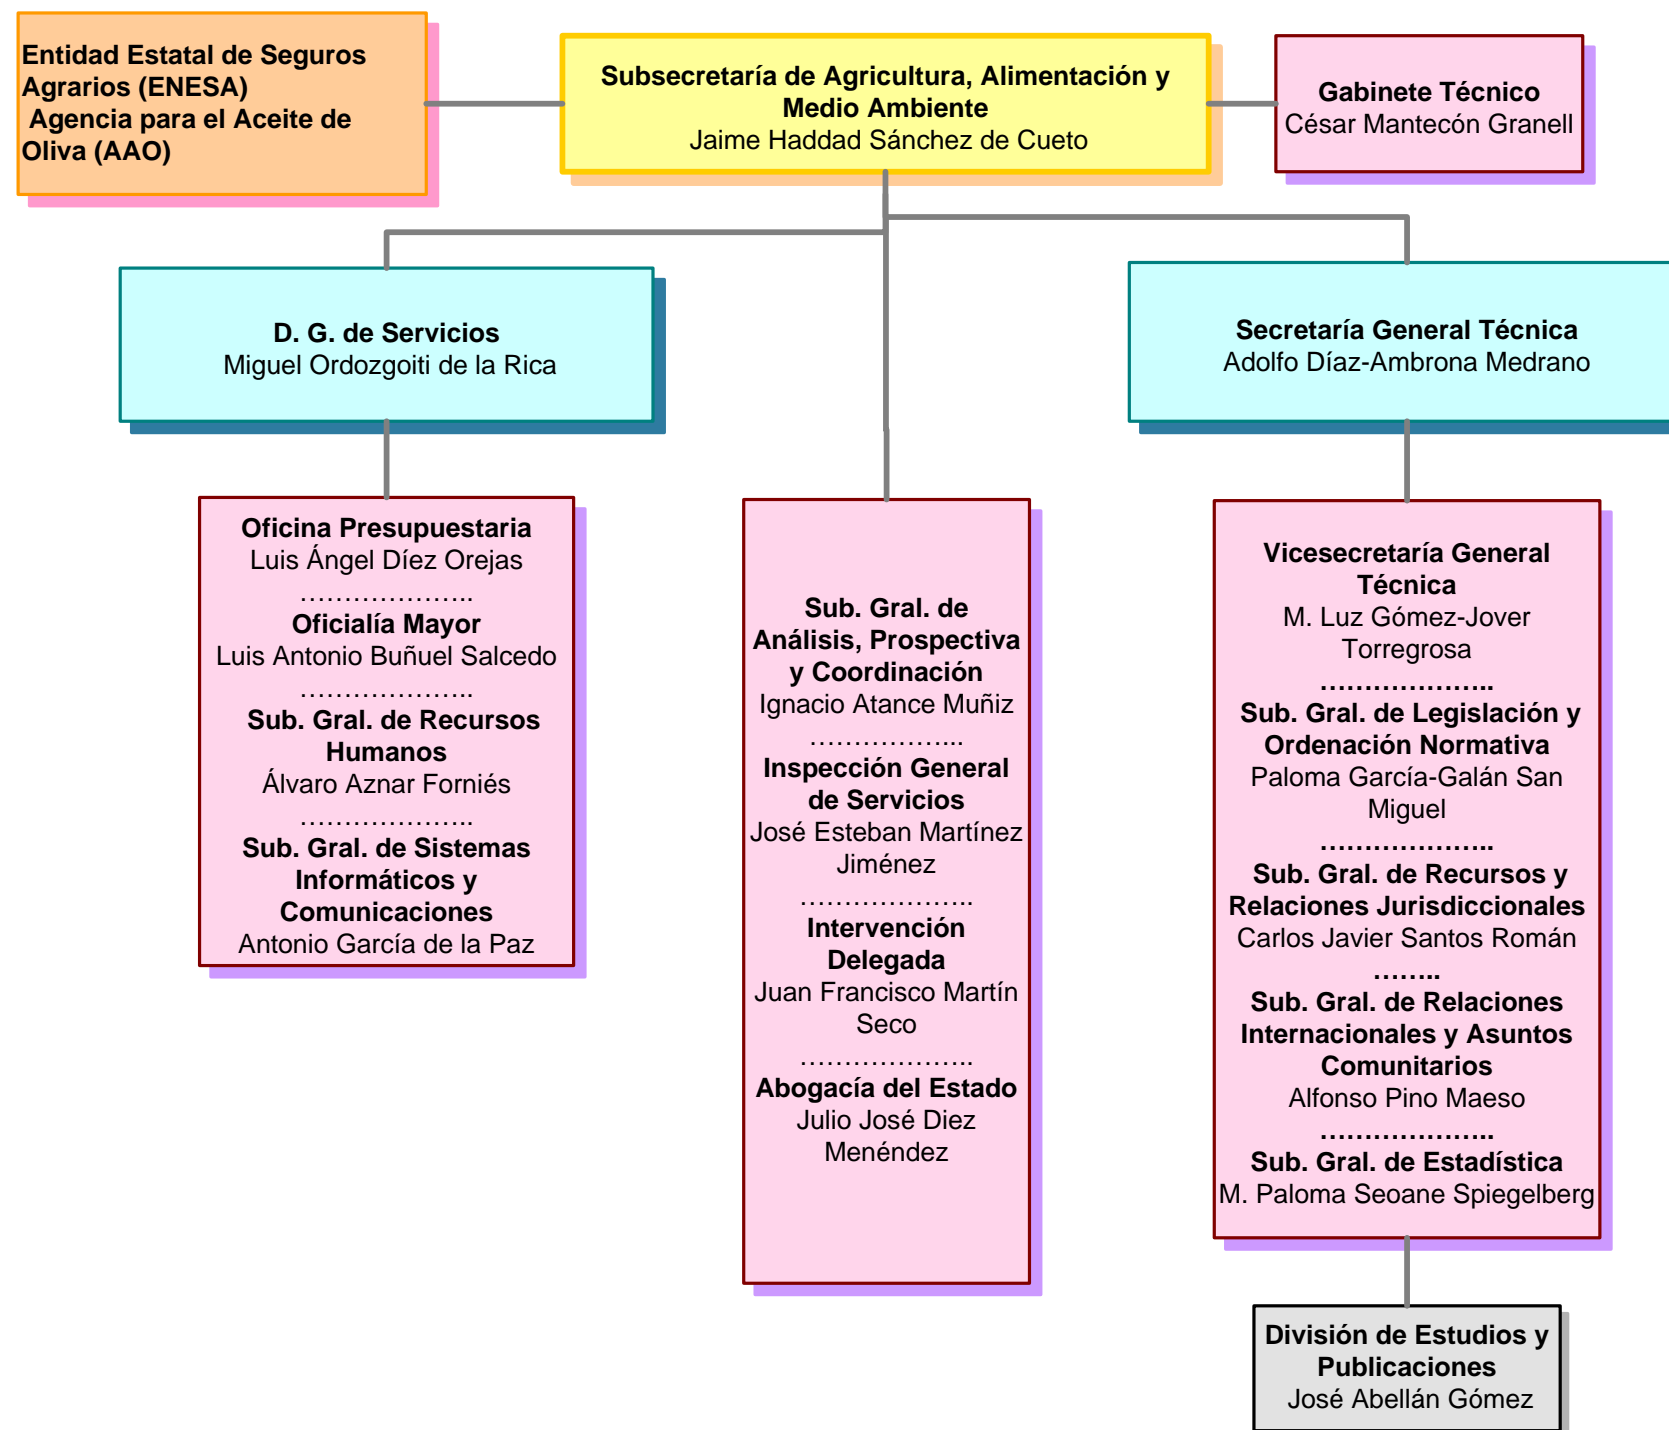 Entidad Estatal de Seguros
Agrarios (ENESA)
Agencia para el Aceite de
Oliva (AAO)
Subsecretaría de Agricultura, Alimentación y
Medio Ambiente
Jaime Haddad Sánchez de Cueto
Gabinete Técnico
César Mantecón Granell
D. G. de Servicios
Miguel Ordozgoiti de la Rica
Secretaría General Técnica
Adolfo Díaz-Ambrona Medrano
Oficina Presupuestaria
Luis Ángel Díez Orejas
………………..
Oficialía Mayor
Luis Antonio Buñuel Salcedo
………………..
Sub. Gral. de Recursos
Humanos
Álvaro Aznar Forniés
………………..
Sub. Gral. de Sistemas
Informáticos y
Comunicaciones
Antonio García de la Paz
Sub. Gral. de
Análisis, Prospectiva
y Coordinación
Ignacio Atance Muñiz
……………...
Inspección General
de Servicios
José Esteban Martínez
Jiménez
………………..
Intervención
Delegada
Juan Francisco Martín
Seco
………………..
Abogacía del Estado
Julio José Diez
Menéndez
Vicesecretaría General
Técnica
M. Luz Gómez-Jover
Torregrosa
………………..
Sub. Gral. de Legislación y
Ordenación Normativa
Paloma García-Galán San
Miguel
………………..
Sub. Gral. de Recursos y
Relaciones Jurisdiccionales
Carlos Javier Santos Román
……..
Sub. Gral. de Relaciones
Internacionales y Asuntos
Comunitarios
Alfonso Pino Maeso
………………..
Sub. Gral. de Estadística
M. Paloma Seoane Spiegelberg
División de Estudios y
Publicaciones
José Abellán Gómez